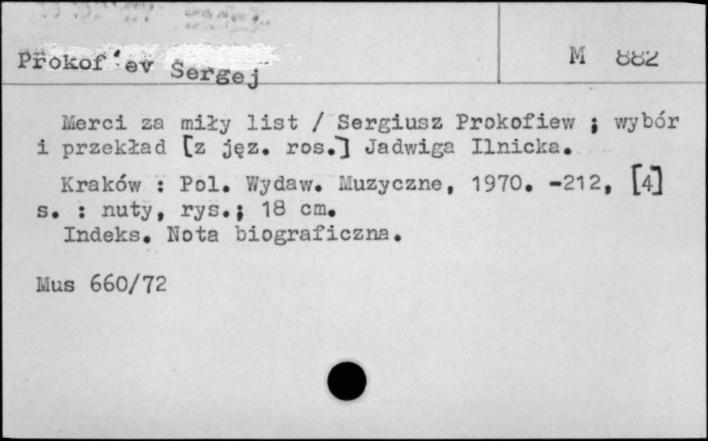 Prokof'ev Sergej
M 882
Merci za miły list / Sergiusz Prokofiew ; wybór
i przekład [z jęz. ros.] Jadwiga Ilnicka.
Kraków : Pol. Wydaw. Muzyczne, 1970. -212, [4]
s. : nuty, rys.; 18 cm.
Indeks. Nota biograficzna.
Mus 660/72